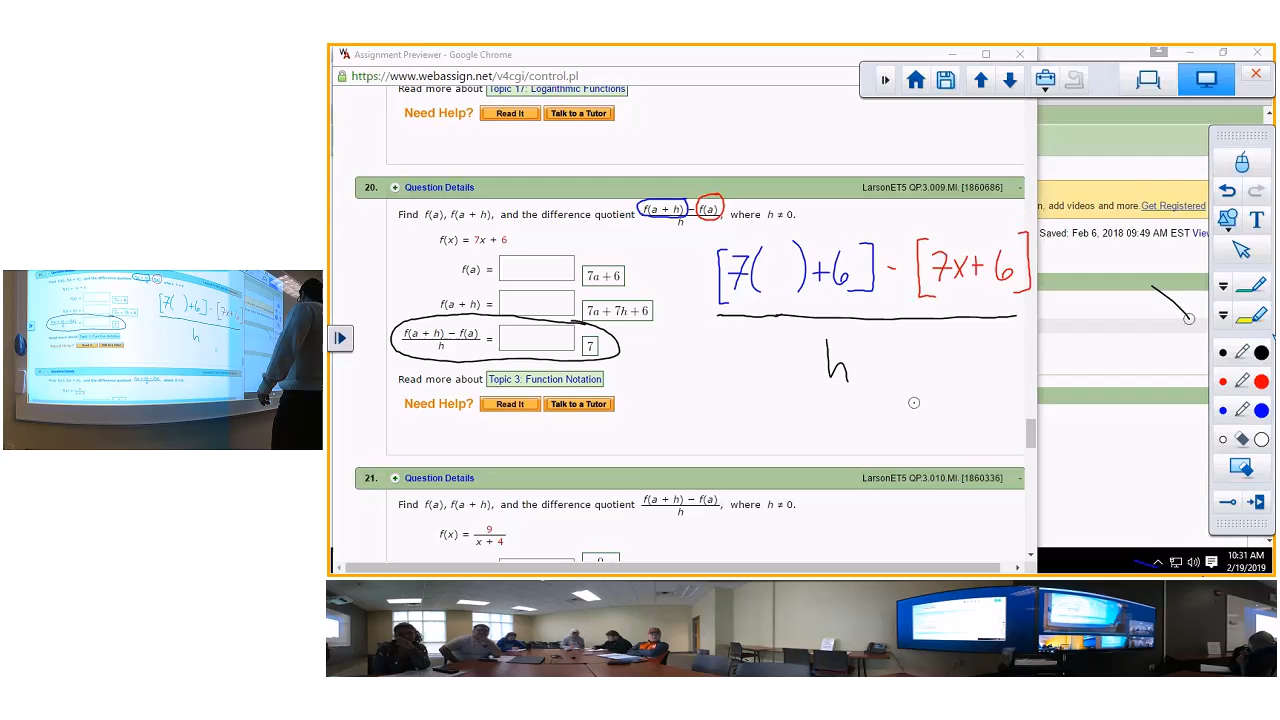 Assignment Previewer - Google Chrome
https://www.webassign.net/v4cgi/control.pl
Read more about Topic 17: Logarithmic Functions
Need Help? Read It Talk to a Tutor
20. Question Details LarsonET5 QP.3.009.MI. [1860686] -
Find f(a), f(a + h), and the difference quotient f(a + h) − f(a) / h, where h ≠ 0.
f(x) = 7x + 6
[7( )+6] - [7x+6]
h
f(a) = 7a + 6
f(a + h) = 7a + 7h + 6
f(a + h) − f(a) / h = 7
Read more about Topic 3: Function Notation
Need Help? Read It Talk to a Tutor
21. Question Details LarsonET5 QP.3.010.MI. [1860336] -
Find f(a), f(a + h), and the difference quotient f(a + h) − f(a) / h, where h ≠ 0.
f(x) = 9 / x + 4
n, add videos and more. Get Registered
Saved: Feb 6, 2018 09:49 AM EST View
T
10:31 AM
2/19/2019